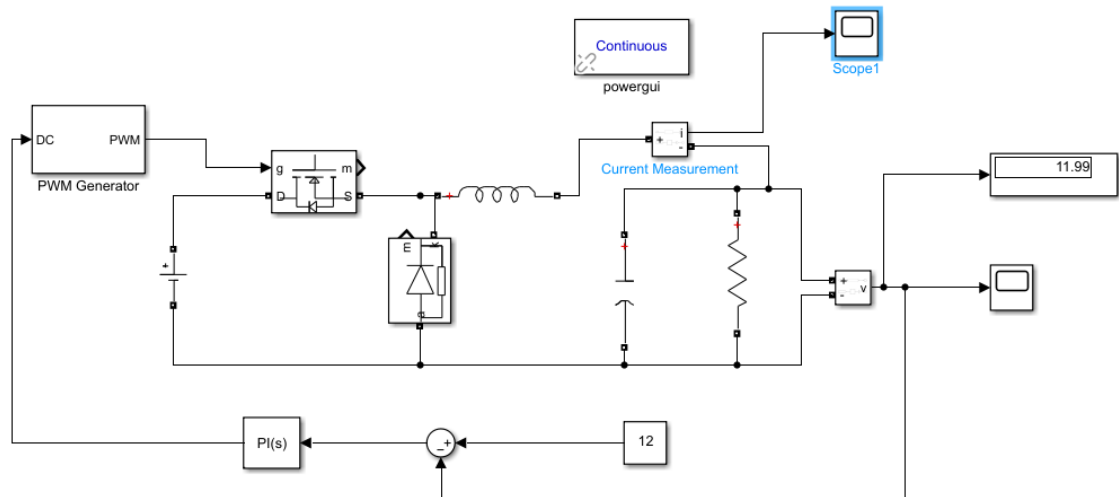 Continuous
powergui
Scope1
DC
PWM
PWM Generator
g
m
D
S
+
i
-
Current Measurement
11.99
+
m
k
a
+
+
+
+
-
v
PI(s)
+
-
12